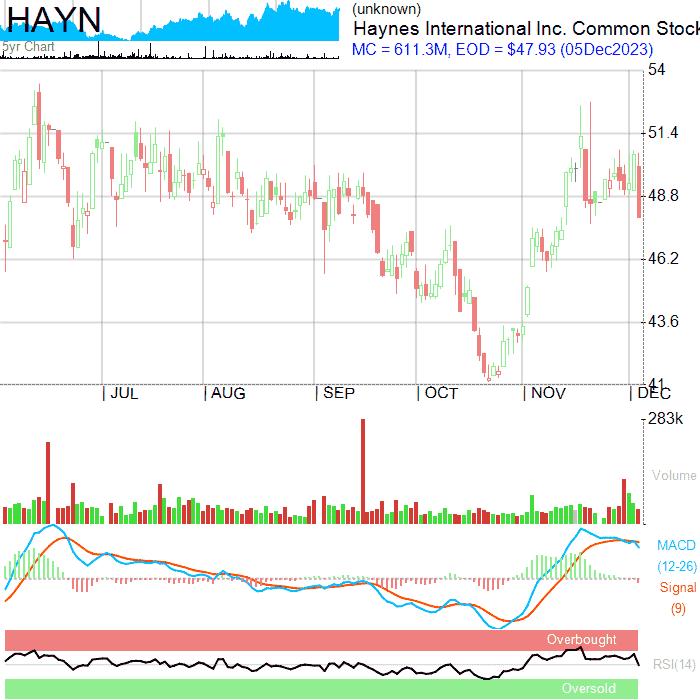 HAYN
5yr Chart
(unknown)
Haynes International Inc. Common Stock
MC = 611.3M, EOD = $47.93 (05Dec2023)
54
51.4
48.8
46.2
43.6
41
JUL AUG SEP OCT NOV DEC
283k
Volume
MACD
(12-26)
Signal
(9)
Overbought
RSI(14)
Oversold